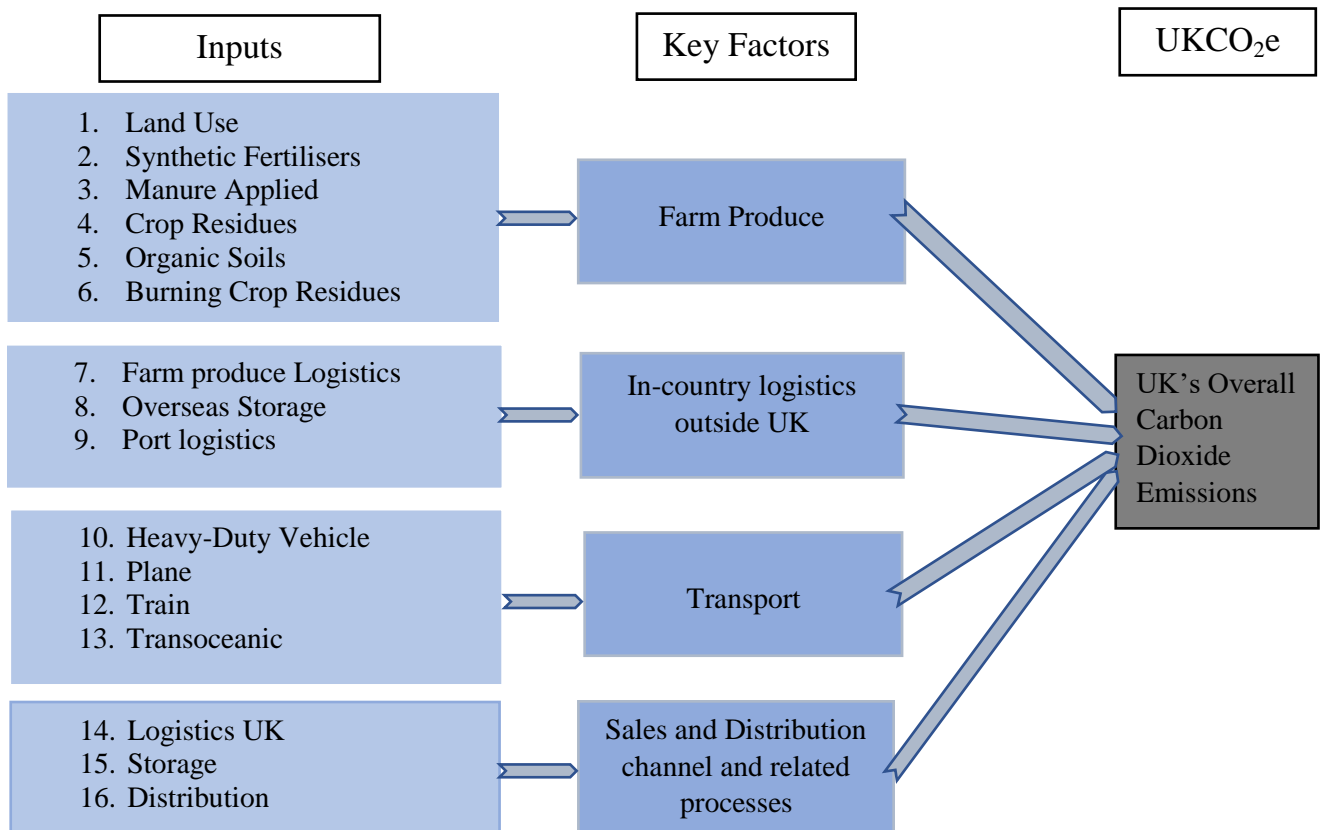 Inputs
Key Factors
UKCO₂e
1. Land Use
2. Synthetic Fertilisers
3. Manure Applied
4. Crop Residues
5. Organic Soils
6. Burning Crop Residues
Farm Produce
7. Farm produce Logistics
8. Overseas Storage
9. Port logistics
In-country logistics
outside UK
10. Heavy-Duty Vehicle
11. Plane
12. Train
13. Transoceanic
Transport
14. Logistics UK
15. Storage
16. Distribution
Sales and Distribution
channel and related
processes
UK’s Overall
Carbon
Dioxide
Emissions